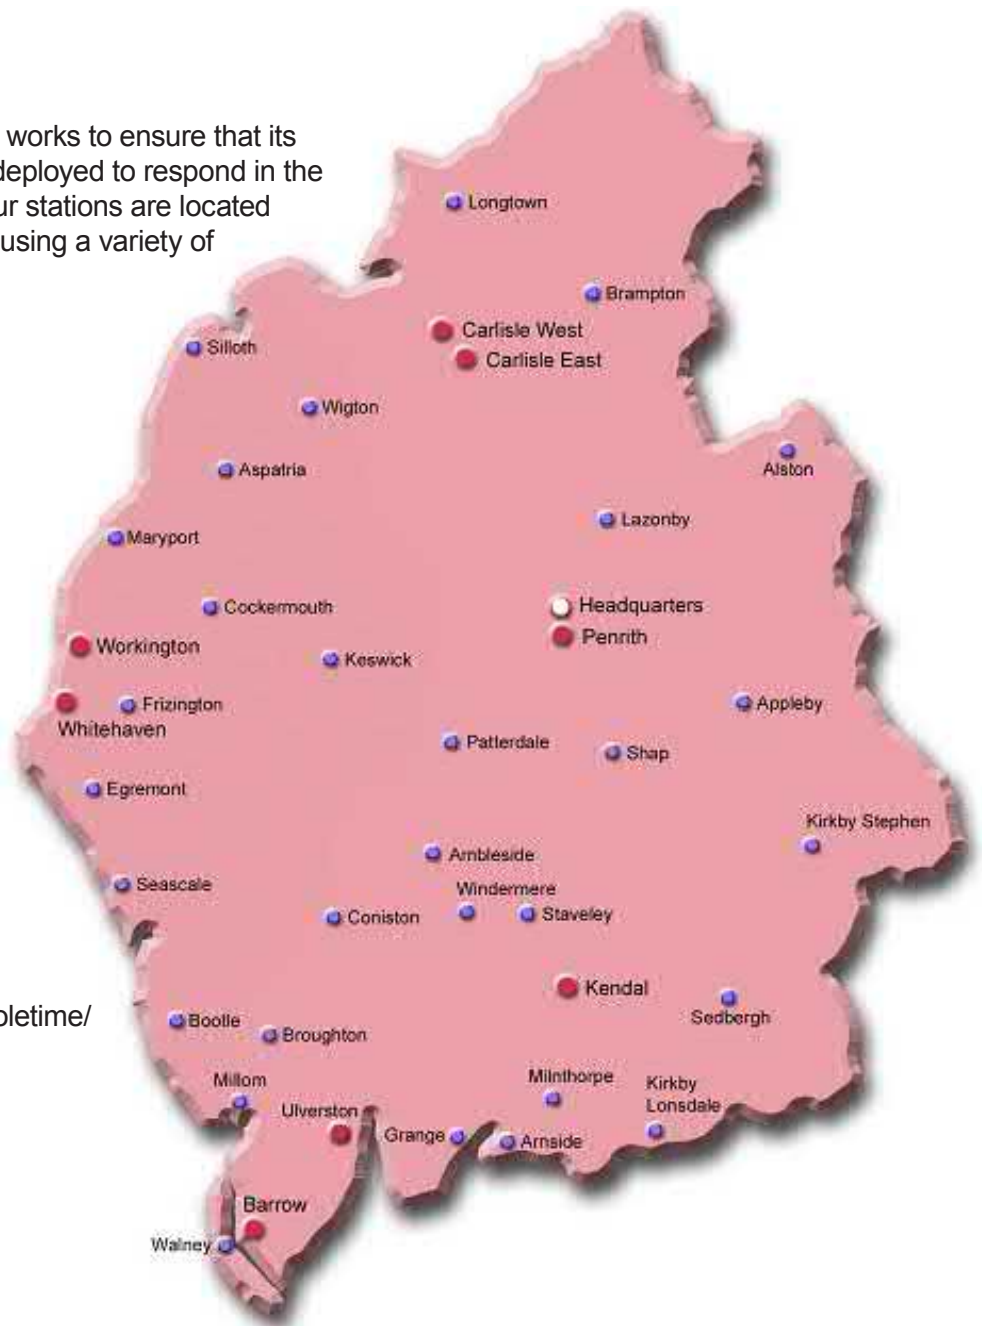 works to ensure that its
deployed to respond in the
ur stations are located
using a variety of
Longtown
Brampton
Carlisle West
Carlisle East
Silloth
Wigton
Aspatria
Alston
Lazonby
Maryport
Cockermouth
Headquarters
Penrith
Workington
Keswick
Frizington
Whitehaven
Appleby
Patterdale
Shap
Egremont
Kirkby Stephen
Ambleside
Seascale
Windermere
Coniston
Staveley
Kendal
Sedbergh
pletime/
Bootle
Broughton
Millom
Milnthorpe
Kirkby
Lonsdale
Ulverston
Grange
Arnside
Barrow
Walney